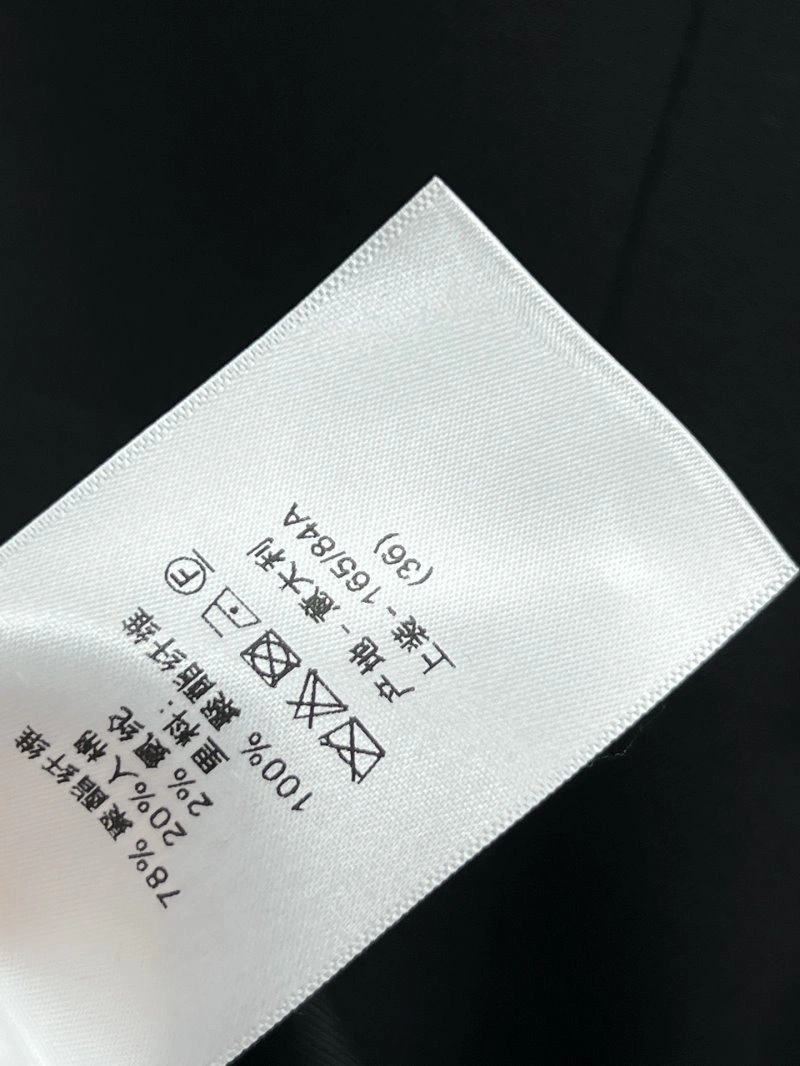 78% 聚酯纤维
20% 人棉
2% 氨纶
里料:
100% 聚酯纤维
F
产地 - 意大利
上装 - 165/84A
(36)